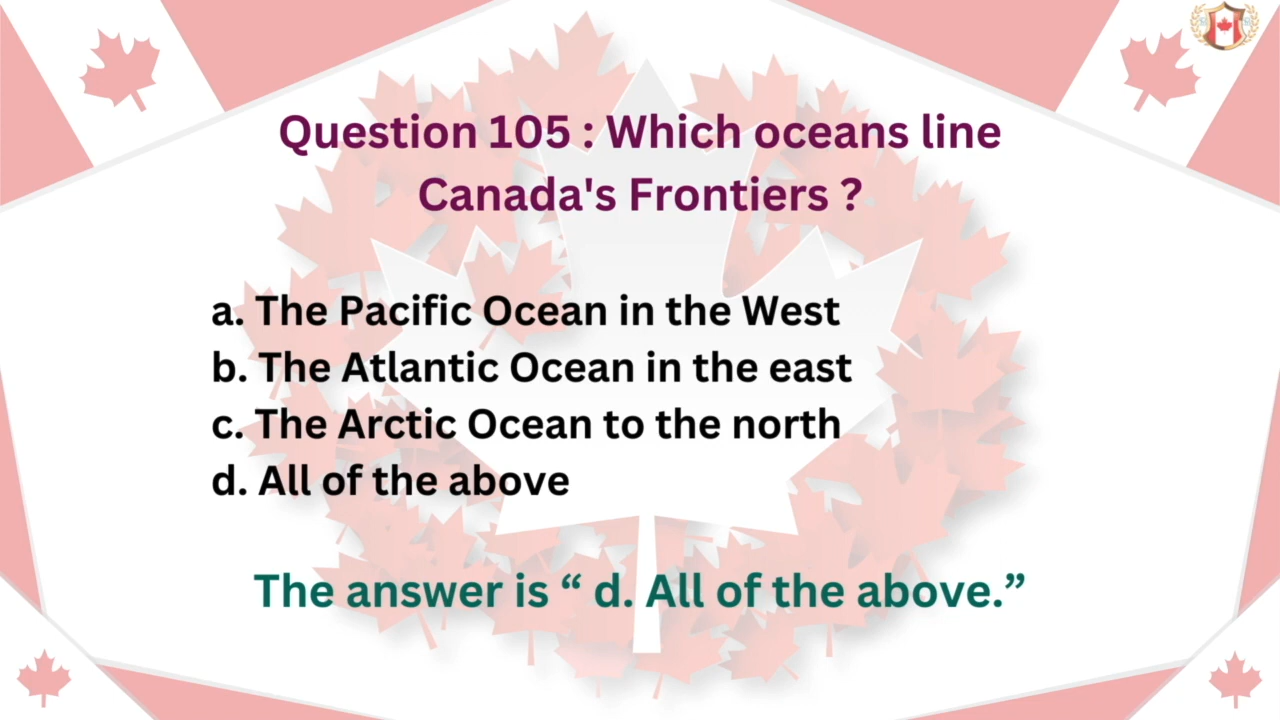 Question 105 : Which oceans line
Canada's Frontiers ?
a. The Pacific Ocean in the West
b. The Atlantic Ocean in the east
c. The Arctic Ocean to the north
d. All of the above
The answer is “ d. All of the above.”